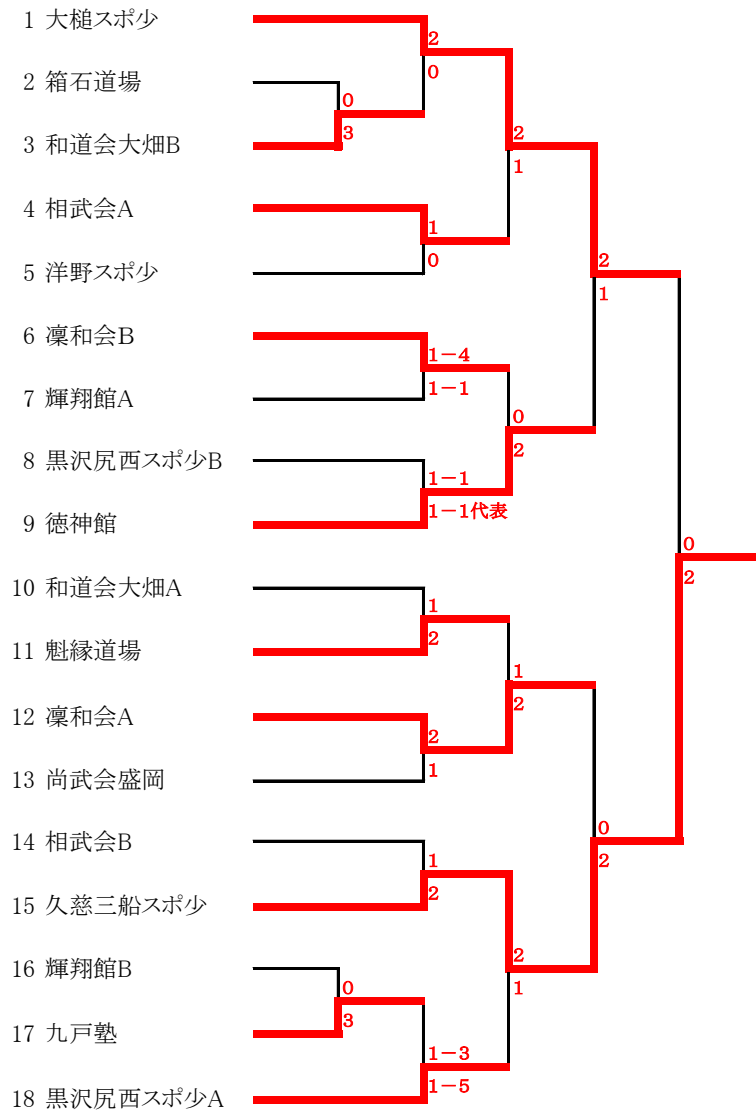 1 大槌スポ少
2
0
2 箱石道場
0
3
3 和道会大畑B
2
1
4 相武会A
1
0
5 洋野スポ少
2
1
6 凜和会B
1－4
1－1
7 輝翔館A
0
2
8 黒沢尻西スポ少B
1－1
1－1代表
9 徳神館
0
2
10 和道会大畑A
1
2
11 魁縁道場
1
2
12 凜和会A
2
1
13 尚武会盛岡
0
2
14 相武会B
1
2
15 久慈三船スポ少
2
1
16 輝翔館B
0
3
17 九戸塾
1－3
1－5
18 黒沢尻西スポ少A